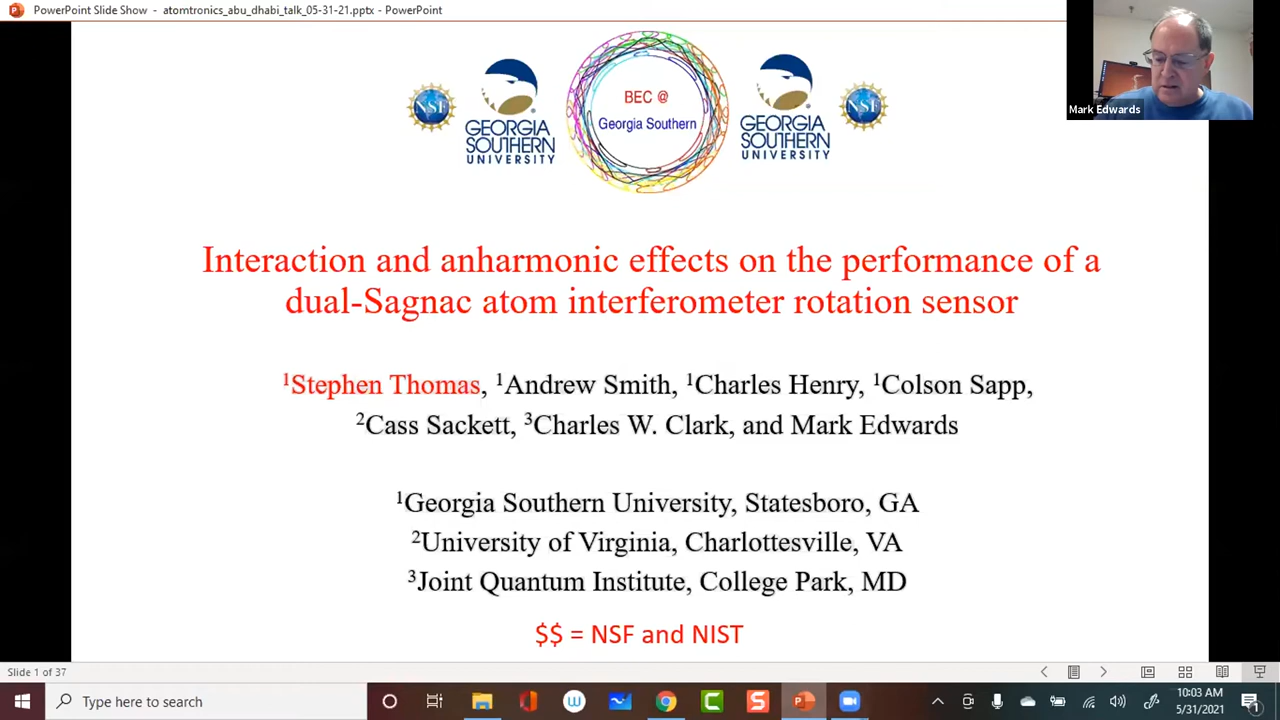 PowerPoint Slide Show - atomtronics_abu_dhabi_talk_05-31-21.pptx - PowerPoint
Mark Edwards
NSF
GEORGIA
SOUTHERN
UNIVERSITY
BEC @
Georgia Southern
GEORGIA
SOUTHERN
UNIVERSITY
NSF
Interaction and anharmonic effects on the performance of a
dual-Sagnac atom interferometer rotation sensor
¹Stephen Thomas, ¹Andrew Smith, ¹Charles Henry, ¹Colson Sapp,
²Cass Sackett, ³Charles W. Clark, and Mark Edwards
¹Georgia Southern University, Statesboro, GA
²University of Virginia, Charlottesville, VA
³Joint Quantum Institute, College Park, MD
$$ = NSF and NIST
Slide 1 of 37
Type here to search
10:03 AM
5/31/2021